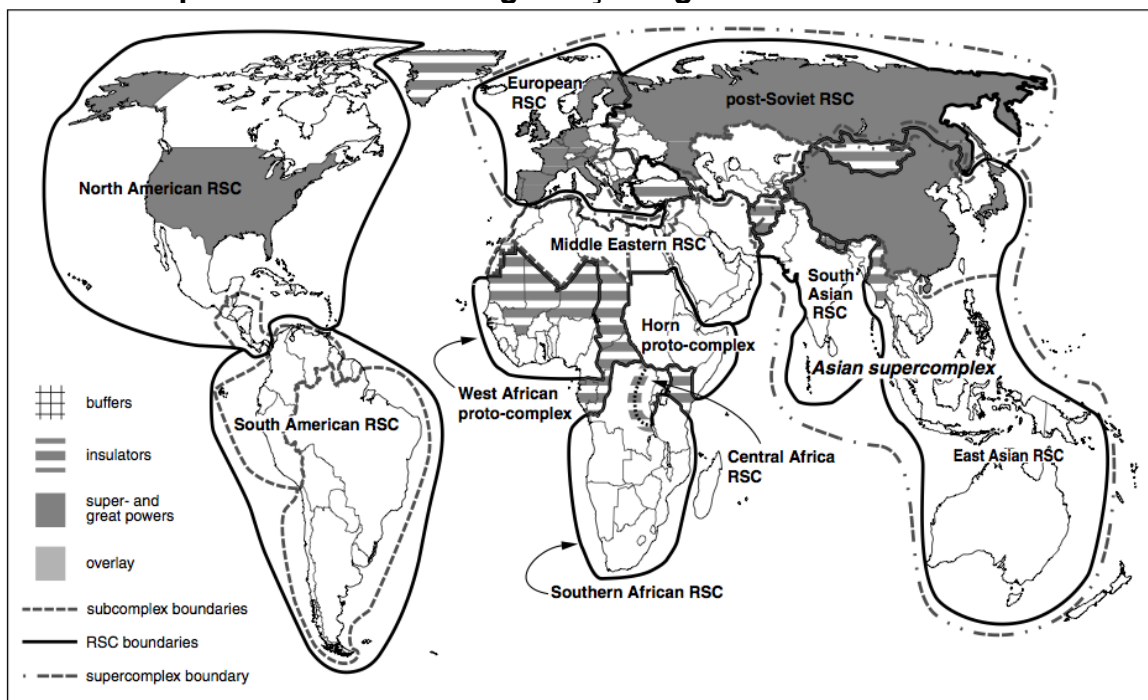 European
RSC
post-Soviet RSC
North American RSC
Middle Eastern RSC
South
Asian
RSC
Horn
proto-complex
Asian supercomplex
West African
proto-complex
South American RSC
Central Africa
RSC
East Asian RSC
Southern African RSC
buffers
insulators
super- and
great powers
overlay
subcomplex boundaries
RSC boundaries
supercomplex boundary